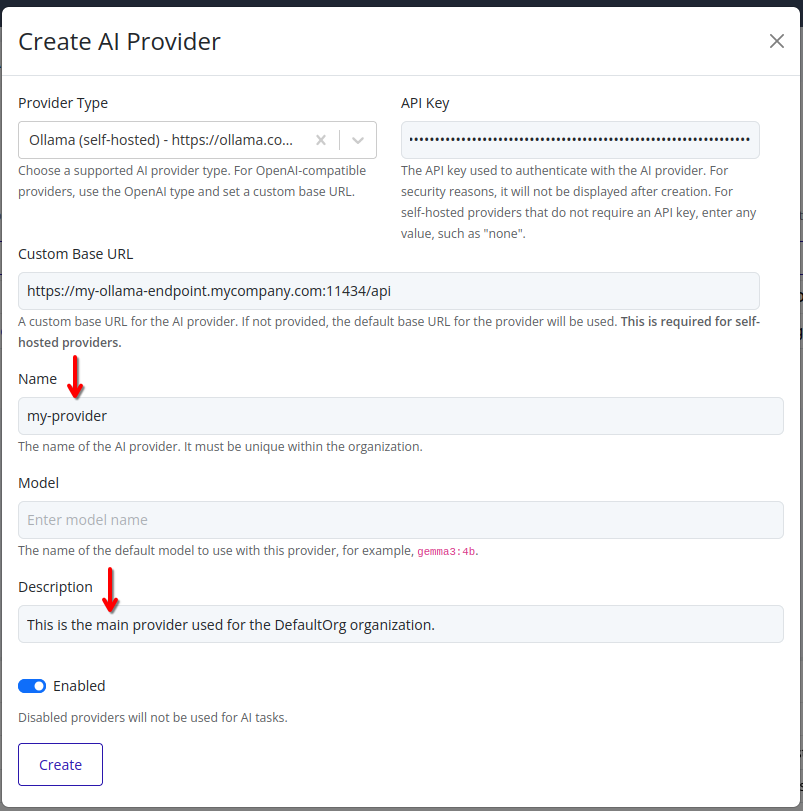 Create AI Provider
Provider Type
Ollama (self-hosted) - https://ollama.co...
Choose a supported AI provider type. For OpenAI-compatible
providers, use the OpenAI type and set a custom base URL.
API Key
The API key used to authenticate with the AI provider. For
security reasons, it will not be displayed after creation. For
self-hosted providers that do not require an API key, enter any
value, such as "none".
Custom Base URL
https://my-ollama-endpoint.mycompany.com:11434/api
A custom base URL for the AI provider. If not provided, the default base URL for the provider will be used. This is required for self-
hosted providers.
Name
my-provider
The name of the AI provider. It must be unique within the organization.
Model
Enter model name
The name of the default model to use with this provider, for example, gemma3:4b.
Description
This is the main provider used for the DefaultOrg organization.
Enabled
Disabled providers will not be used for AI tasks.
Create